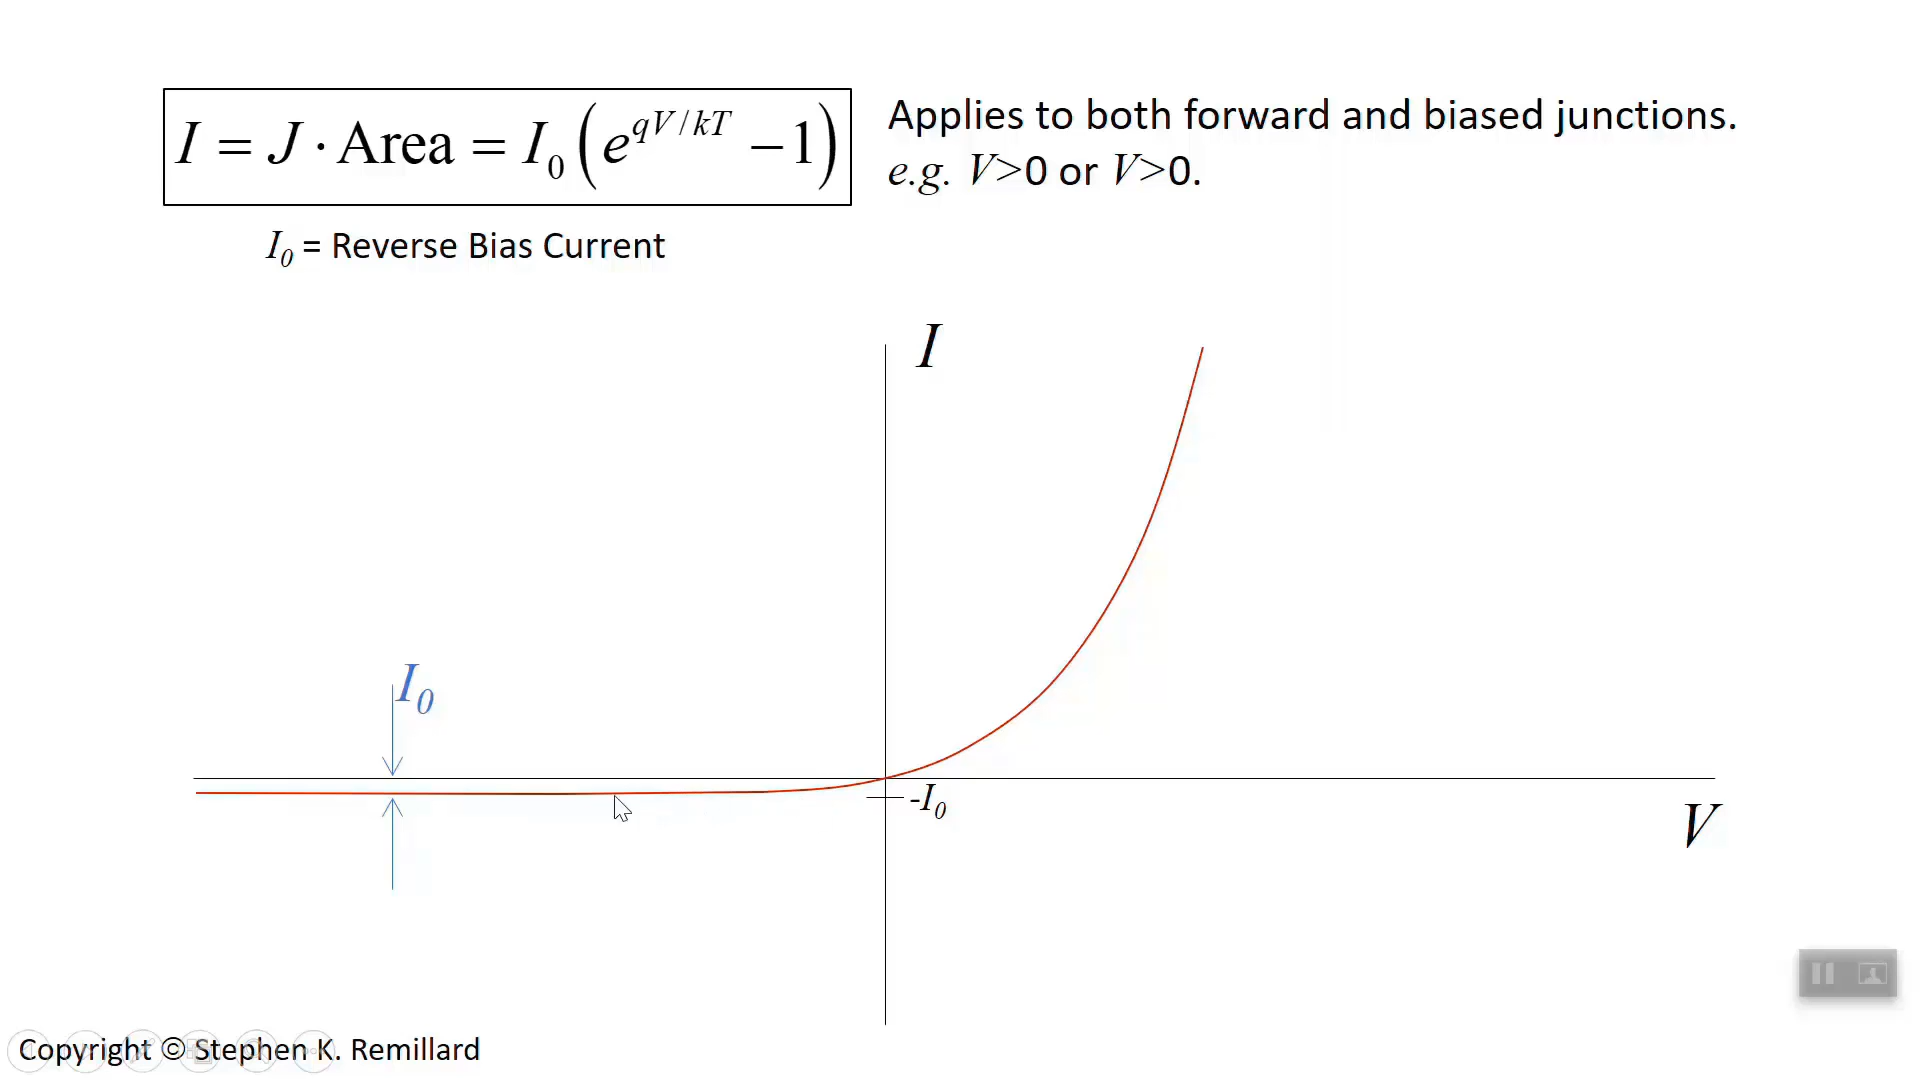 I = J · Area = I₀(e^{qV/kT} − 1)
Applies to both forward and biased junctions.
e.g. V>0 or V>0.
I₀ = Reverse Bias Current
I
I₀
-I₀
V
Copyright © Stephen K. Remillard